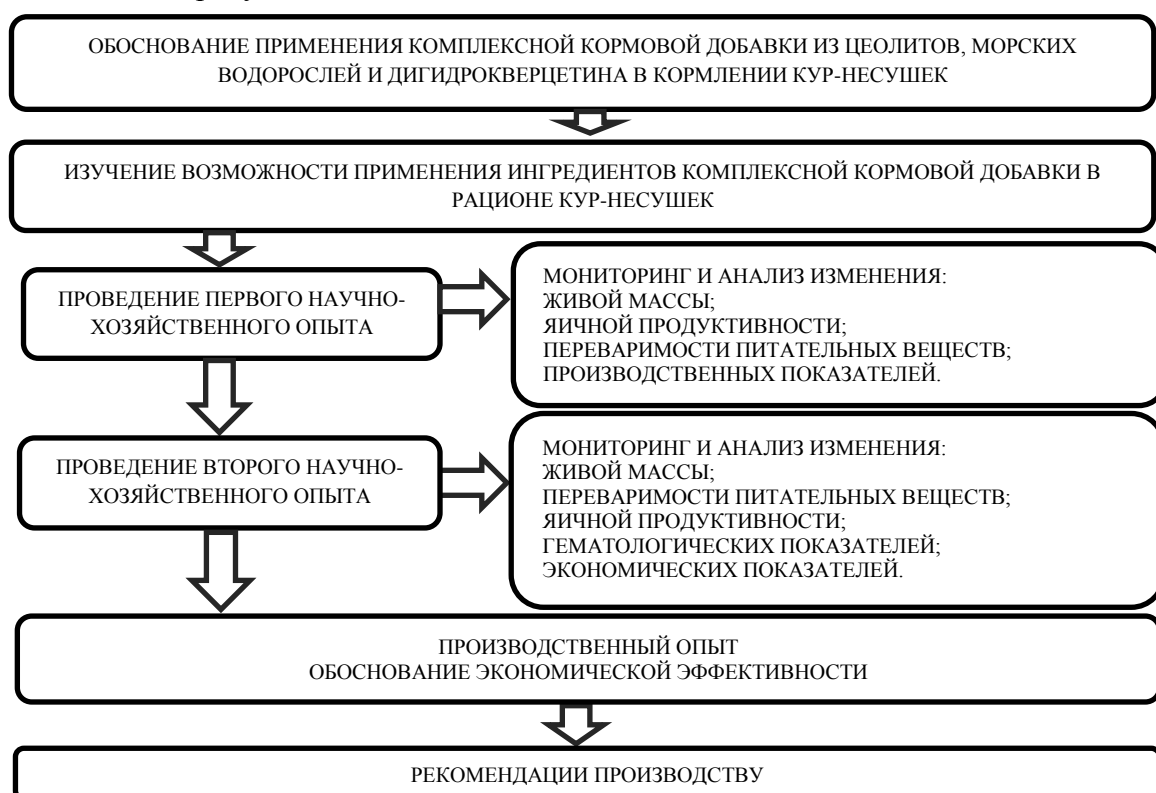 ОБОСНОВАНИЕ ПРИМЕНЕНИЯ КОМПЛЕКСНОЙ КОРМОВОЙ ДОБАВКИ ИЗ ЦЕОЛИТОВ, МОРСКИХ
ВОДОРОСЛЕЙ И ДИГИДРОКВЕРЦЕТИНА В КОРМЛЕНИИ КУР-НЕСУШЕК
ИЗУЧЕНИЕ ВОЗМОЖНОСТИ ПРИМЕНЕНИЯ ИНГРЕДИЕНТОВ КОМПЛЕКСНОЙ КОРМОВОЙ ДОБАВКИ В
РАЦИОНЕ КУР-НЕСУШЕК
ПРОВЕДЕНИЕ ПЕРВОГО НАУЧНО-
ХОЗЯЙСТВЕННОГО ОПЫТА
МОНИТОРИНГ И АНАЛИЗ ИЗМЕНЕНИЯ:
ЖИВОЙ МАССЫ;
ЯИЧНОЙ ПРОДУКТИВНОСТИ;
ПЕРЕВАРИМОСТИ ПИТАТЕЛЬНЫХ ВЕЩЕСТВ;
ПРОИЗВОДСТВЕННЫХ ПОКАЗАТЕЛЕЙ.
ПРОВЕДЕНИЕ ВТОРОГО НАУЧНО-
ХОЗЯЙСТВЕННОГО ОПЫТА
МОНИТОРИНГ И АНАЛИЗ ИЗМЕНЕНИЯ:
ЖИВОЙ МАССЫ;
ПЕРЕВАРИМОСТИ ПИТАТЕЛЬНЫХ ВЕЩЕСТВ;
ЯИЧНОЙ ПРОДУКТИВНОСТИ;
ГЕМАТОЛОГИЧЕСКИХ ПОКАЗАТЕЛЕЙ;
ЭКОНОМИЧЕСКИХ ПОКАЗАТЕЛЕЙ.
ПРОИЗВОДСТВЕННЫЙ ОПЫТ
ОБОСНОВАНИЕ ЭКОНОМИЧЕСКОЙ ЭФФЕКТИВНОСТИ
РЕКОМЕНДАЦИИ ПРОИЗВОДСТВУ